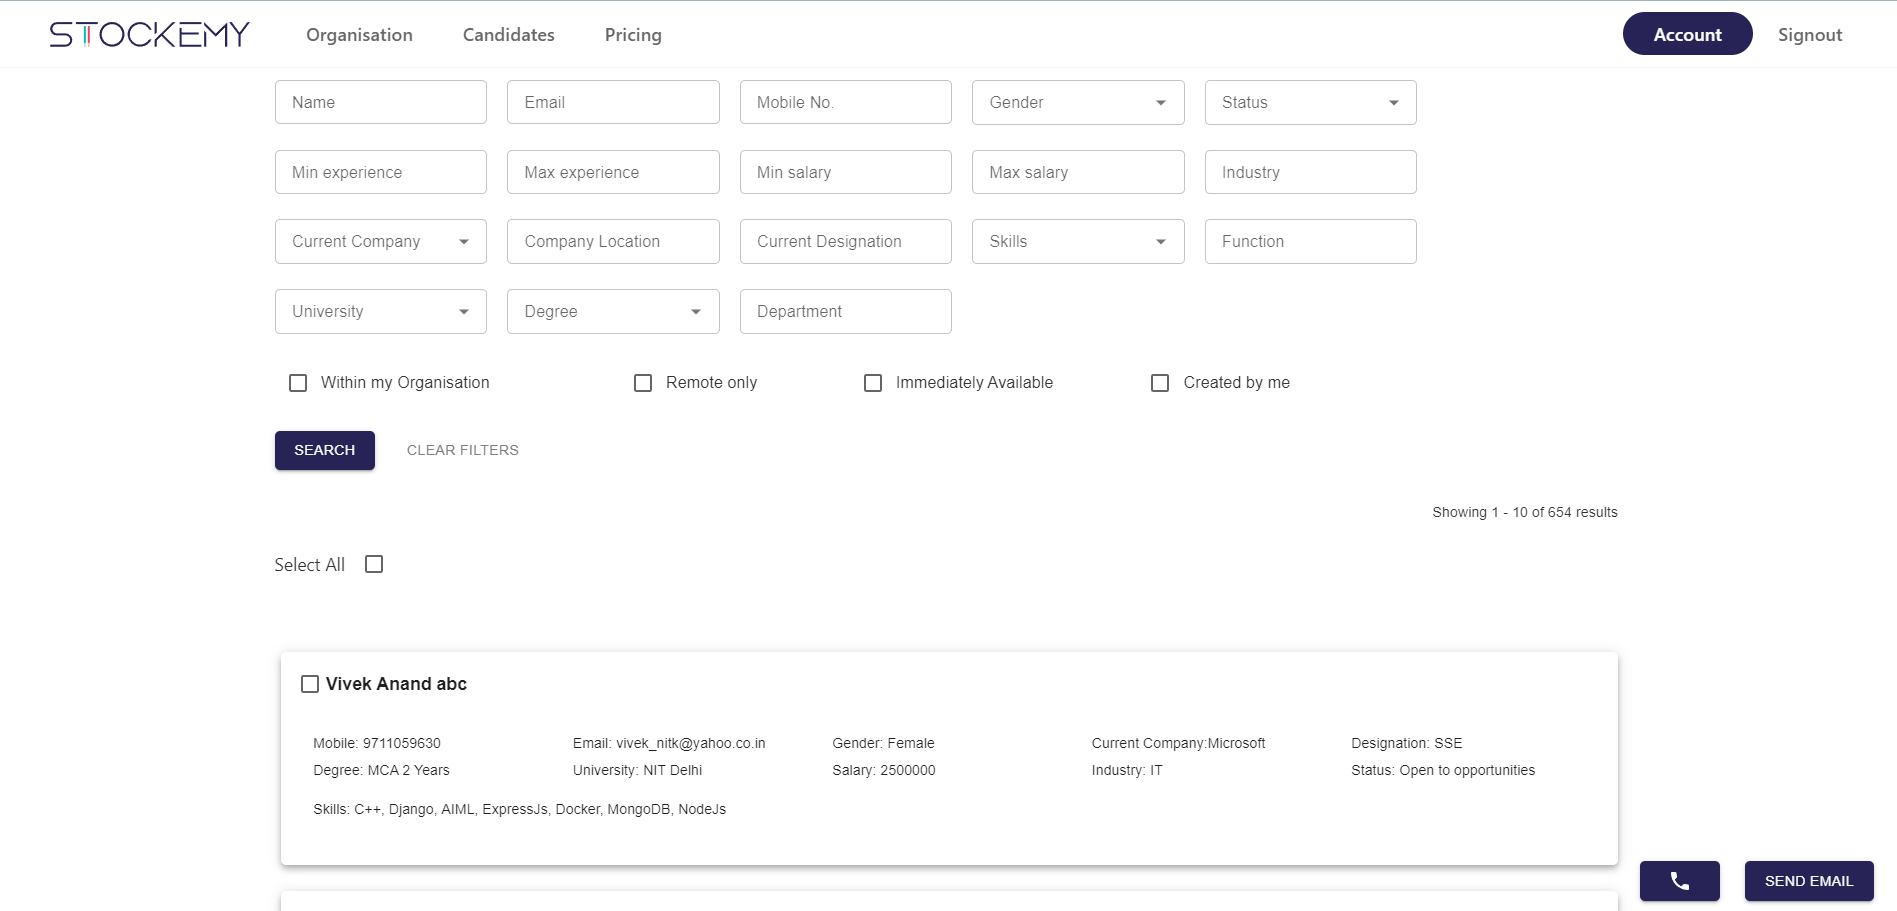 STOCKEMY Organisation Candidates Pricing Account Signout
Name Email Mobile No. Gender Status
Min experience Max experience Min salary Max salary Industry
Current Company Company Location Current Designation Skills Function
University Degree Department
Within my Organisation Remote only Immediately Available Created by me
SEARCH CLEAR FILTERS
Showing 1 - 10 of 654 results
Select All
Vivek Anand abc
Mobile: 9711059630 Email: vivek_nitk@yahoo.co.in Gender: Female Current Company:Microsoft Designation: SSE
Degree: MCA 2 Years University: NIT Delhi Salary: 2500000 Industry: IT Status: Open to opportunities
Skills: C++, Django, AIML, ExpressJs, Docker, MongoDB, NodeJs
SEND EMAIL